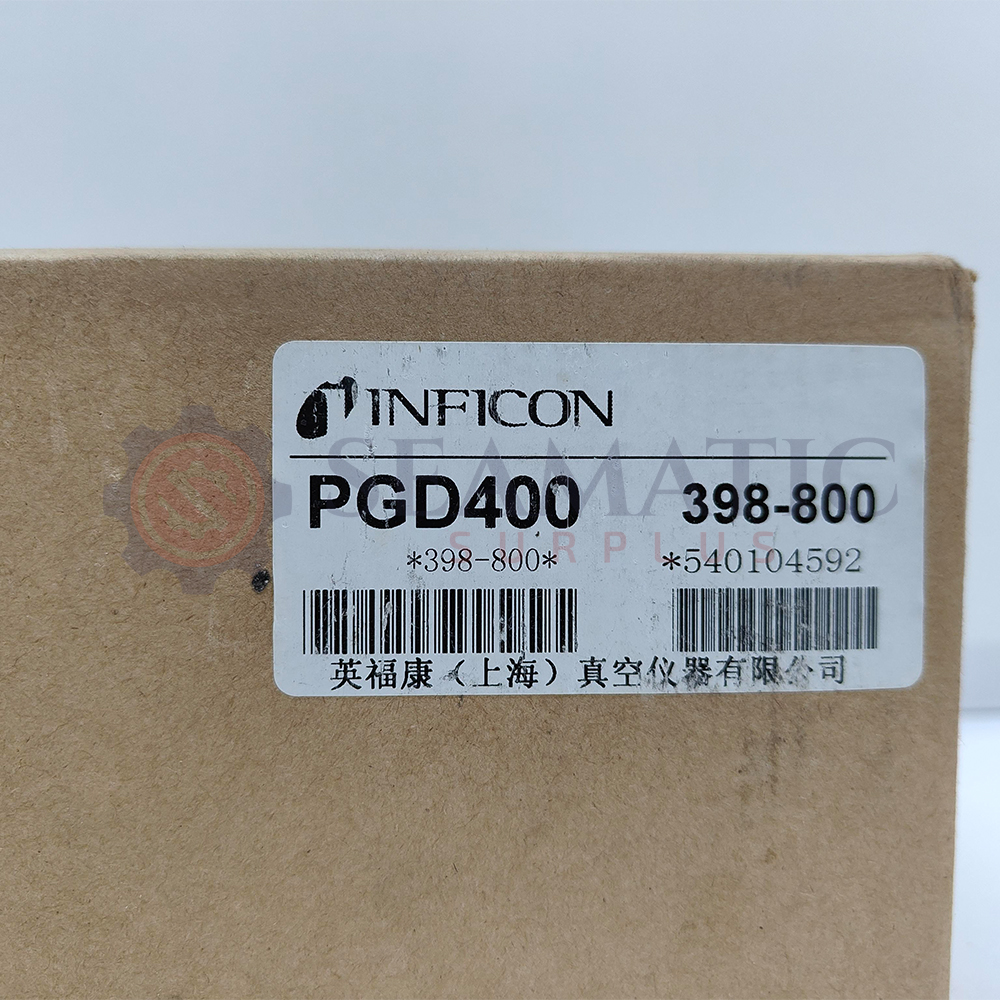 INFICON
PGD400 398-800
*398-800* *540104592
英福康（上海）真空仪器有限公司
SEAMATIC
SURPLUS